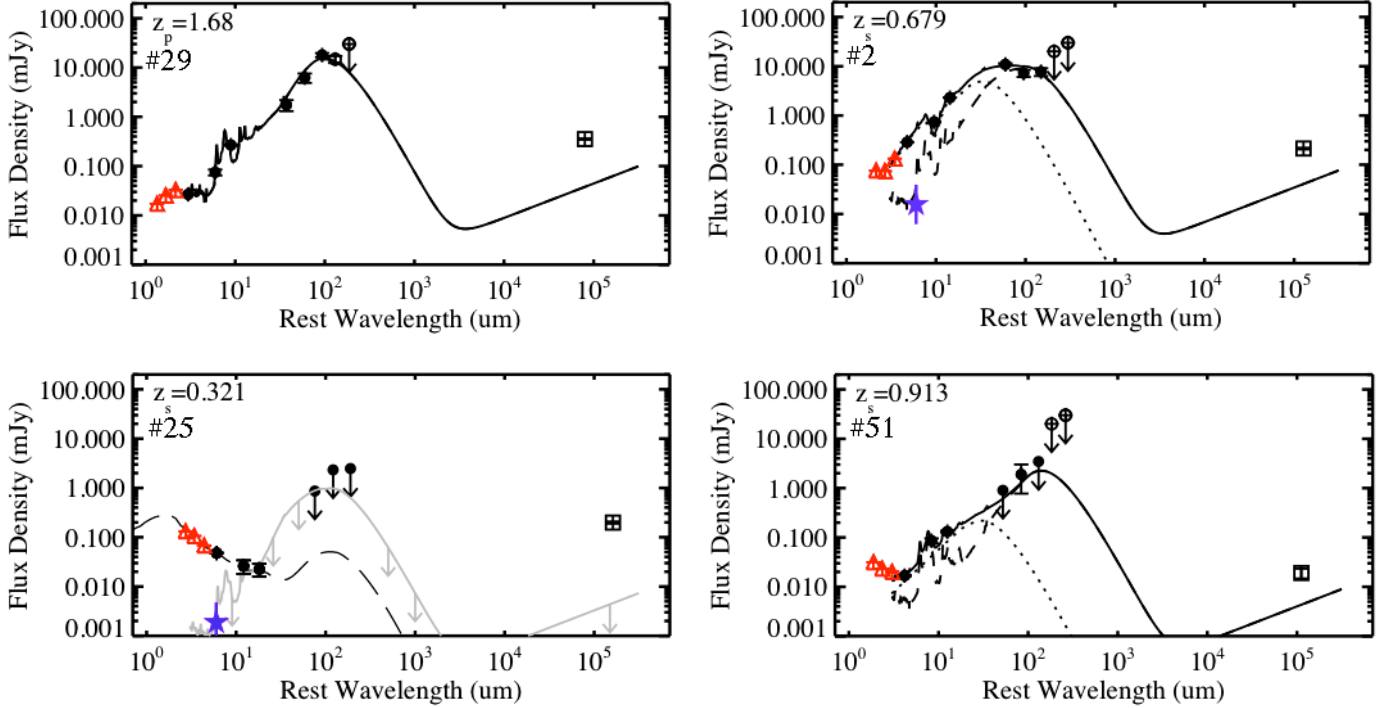 z_p=1.68
#29
100.000
10.000
1.000
0.100
0.010
0.001
Flux Density (mJy)
10^0 10^1 10^2 10^3 10^4 10^5
Rest Wavelength (um)
z_s=0.679
#2
100.000
10.000
1.000
0.100
0.010
0.001
Flux Density (mJy)
10^0 10^1 10^2 10^3 10^4 10^5
Rest Wavelength (um)
z_s=0.321
#25
100.000
10.000
1.000
0.100
0.010
0.001
Flux Density (mJy)
10^0 10^1 10^2 10^3 10^4 10^5
Rest Wavelength (um)
z_s=0.913
#51
100.000
10.000
1.000
0.100
0.010
0.001
Flux Density (mJy)
10^0 10^1 10^2 10^3 10^4 10^5
Rest Wavelength (um)